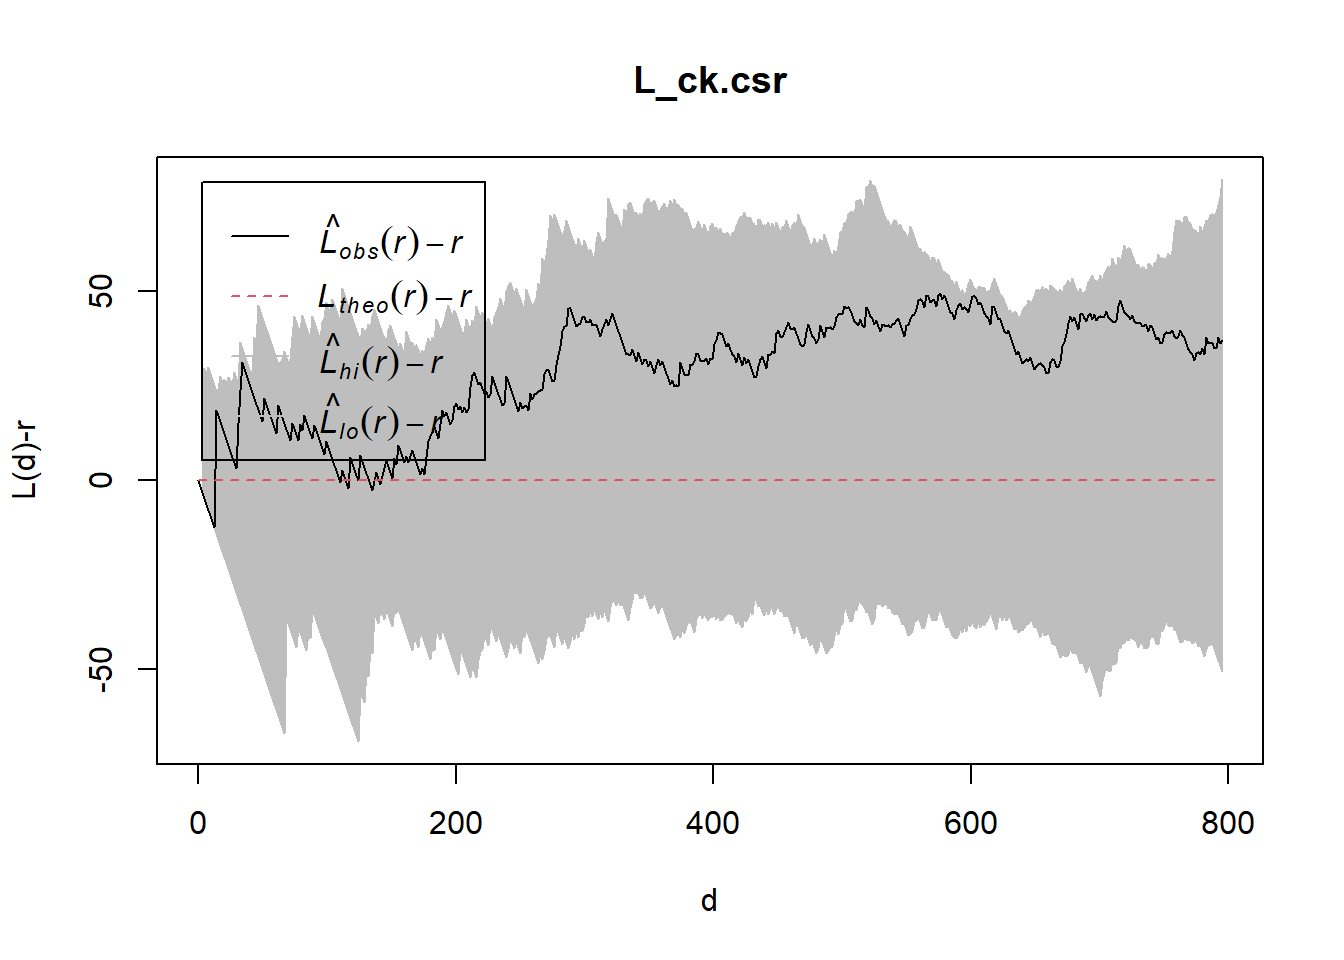 L_ck.csr
L̂obs(r) – r
Ltheo(r) – r
L̂hi(r) – r
L̂lo(r) – r
L(d)-r
50
0
-50
0 200 400 600 800
d